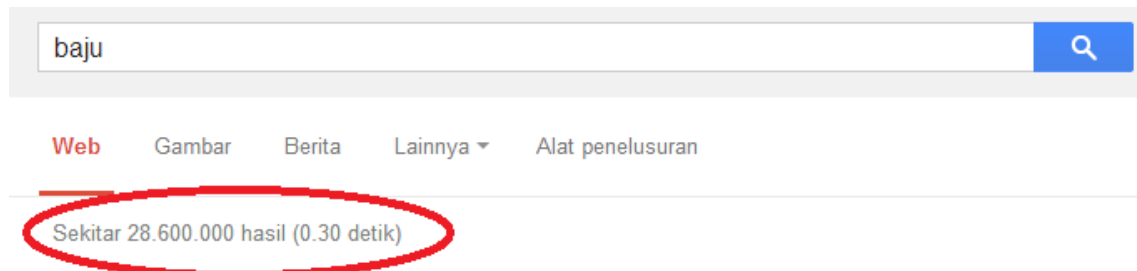 baju
Web Gambar Berita Lainnya Alat penelusuran
Sekitar 28.600.000 hasil (0.30 detik)